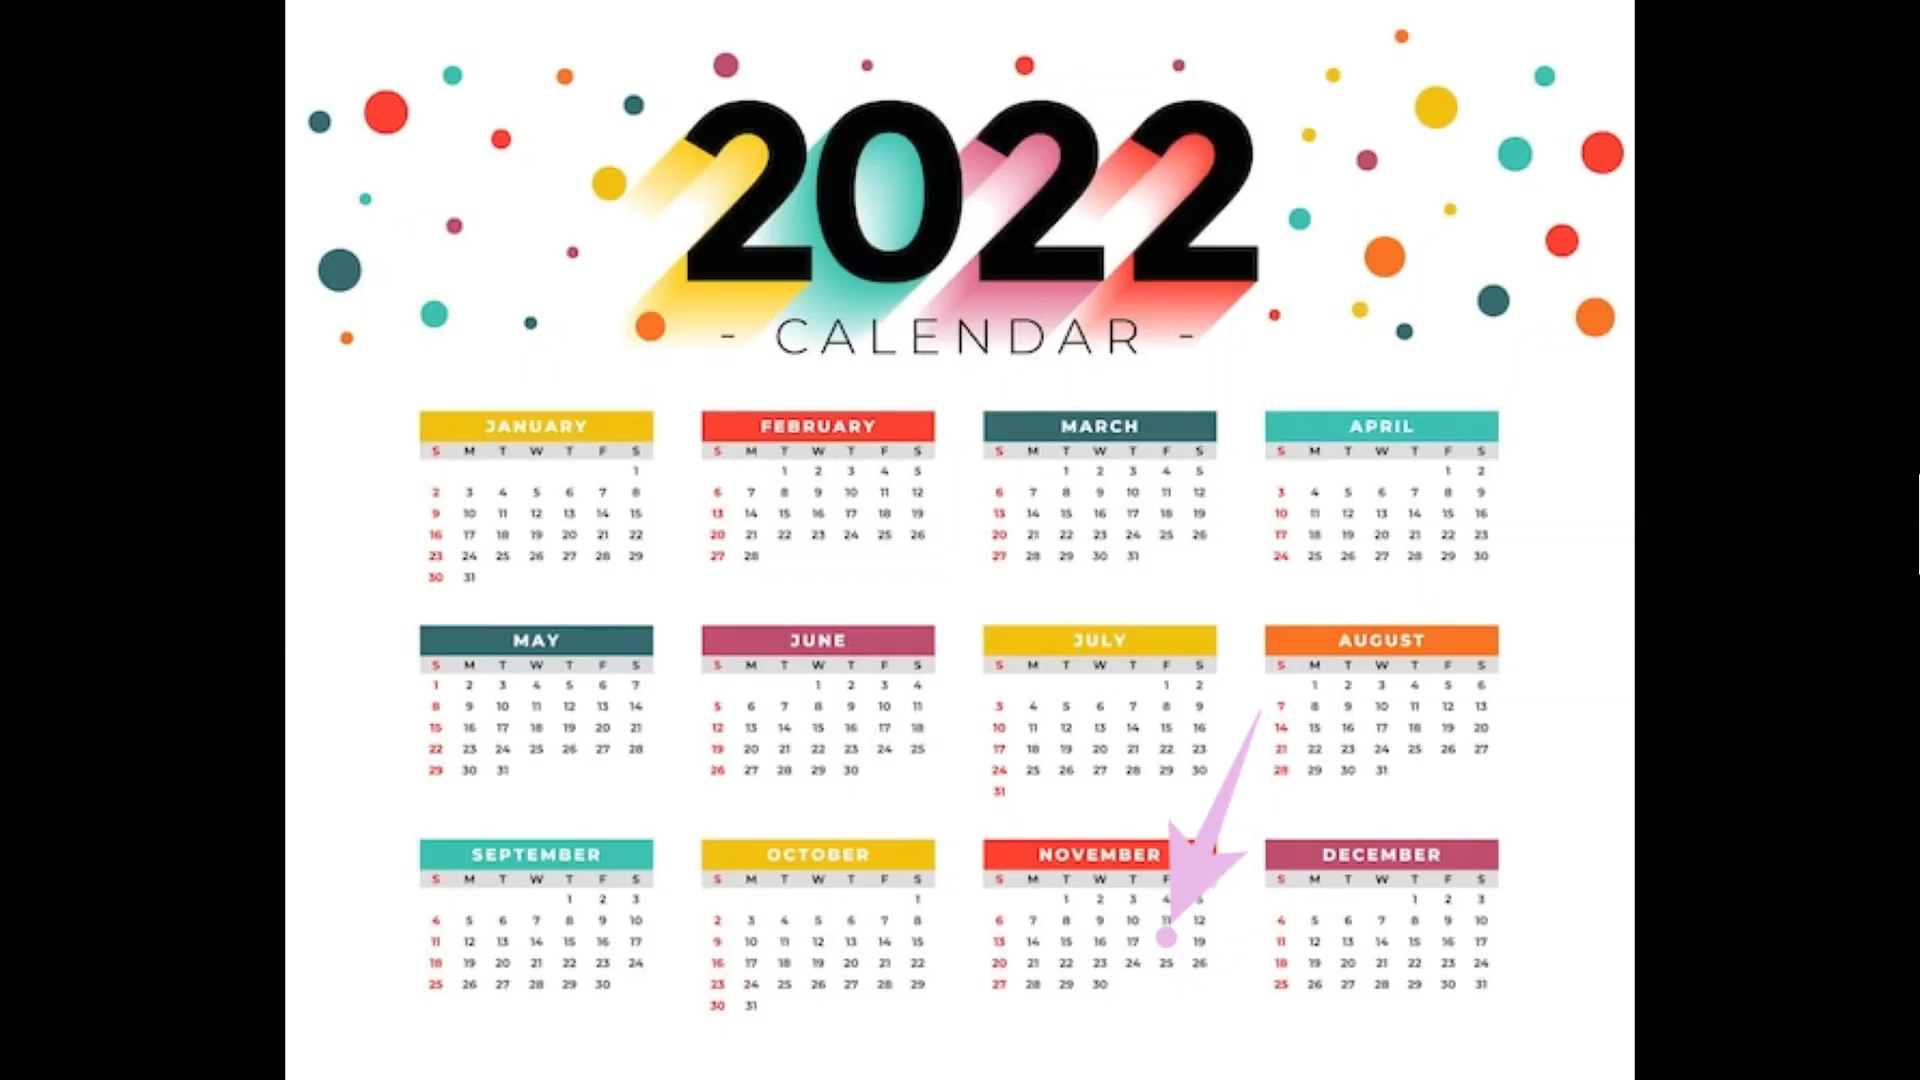 2022
- CALENDAR -
JANUARY
S M T W T F S
1
2 3 4 5 6 7 8
9 10 11 12 13 14 15
16 17 18 19 20 21 22
23 24 25 26 27 28 29
30 31
FEBRUARY
S M T W T F S
1 2 3 4 5
6 7 8 9 10 11 12
13 14 15 16 17 18 19
20 21 22 23 24 25 26
27 28
MARCH
S M T W T F S
1 2 3 4 5
6 7 8 9 10 11 12
13 14 15 16 17 18 19
20 21 22 23 24 25 26
27 28 29 30 31
APRIL
S M T W T F S
1 2
3 4 5 6 7 8 9
10 11 12 13 14 15 16
17 18 19 20 21 22 23
24 25 26 27 28 29 30
MAY
S M T W T F S
1 2 3 4 5 6 7
8 9 10 11 12 13 14
15 16 17 18 19 20 21
22 23 24 25 26 27 28
29 30 31
JUNE
S M T W T F S
1 2 3 4
5 6 7 8 9 10 11
12 13 14 15 16 17 18
19 20 21 22 23 24 25
26 27 28 29 30
JULY
S M T W T F S
1 2
3 4 5 6 7 8 9
10 11 12 13 14 15 16
17 18 19 20 21 22 23
24 25 26 27 28 29 30
31
AUGUST
S M T W T F S
1 2 3 4 5 6
7 8 9 10 11 12 13
14 15 16 17 18 19 20
21 22 23 24 25 26 27
28 29 30 31
SEPTEMBER
S M T W T F S
1 2 3
4 5 6 7 8 9 10
11 12 13 14 15 16 17
18 19 20 21 22 23 24
25 26 27 28 29 30
OCTOBER
S M T W T F S
1
2 3 4 5 6 7 8
9 10 11 12 13 14 15
16 17 18 19 20 21 22
23 24 25 26 27 28 29
30 31
NOVEMBER
S M T W T F
1 2 3 4
6 7 8 9 10 11 12
13 14 15 16 17 19
20 21 22 23 24 25 26
27 28 29 30
DECEMBER
S M T W T F S
1 2 3
4 5 6 7 8 9 10
11 12 13 14 15 16 17
18 19 20 21 22 23 24
25 26 27 28 29 30 31